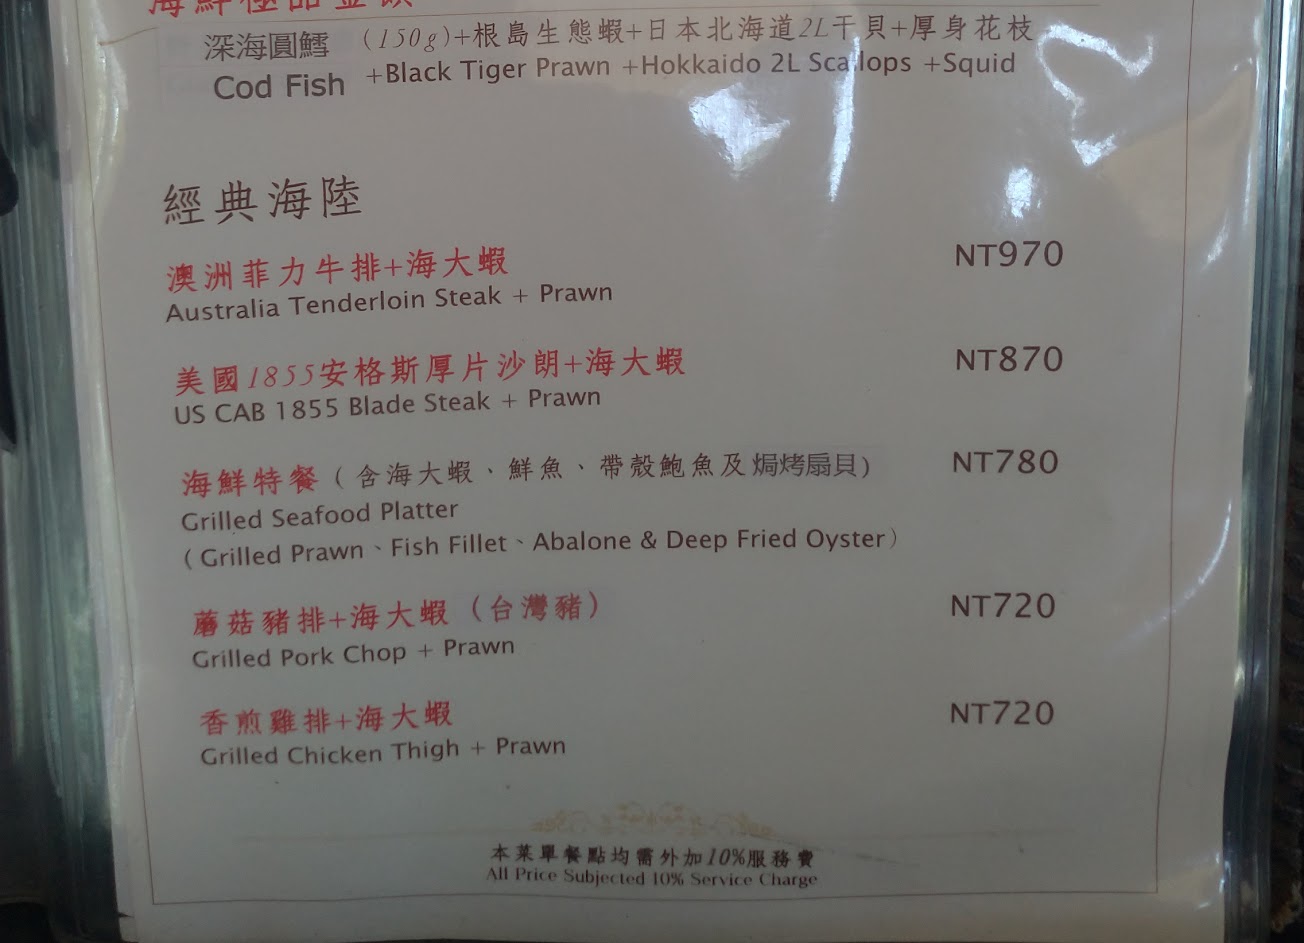 海鮮極品
深海圓鱈 (150g)+根島生態蝦+日本北海道2L干貝+厚身花枝
Cod Fish +Black Tiger Prawn +Hokkaido 2L Scallops +Squid
經典海陸
澳洲菲力牛排+海大蝦 NT970
Australia Tenderloin Steak + Prawn
美國1855安格斯厚片沙朗+海大蝦 NT870
US CAB 1855 Blade Steak + Prawn
海鮮特餐(含海大蝦、鮮魚、帶殼鮑魚及焗烤扇貝) NT780
Grilled Seafood Platter
(Grilled Prawn、Fish Fillet、Abalone & Deep Fried Oyster)
蘑菇豬排+海大蝦(台灣豬) NT720
Grilled Pork Chop + Prawn
香煎雞排+海大蝦 NT720
Grilled Chicken Thigh + Prawn
本菜單餐點均需外加10%服務費
All Price Subjected 10% Service Charge